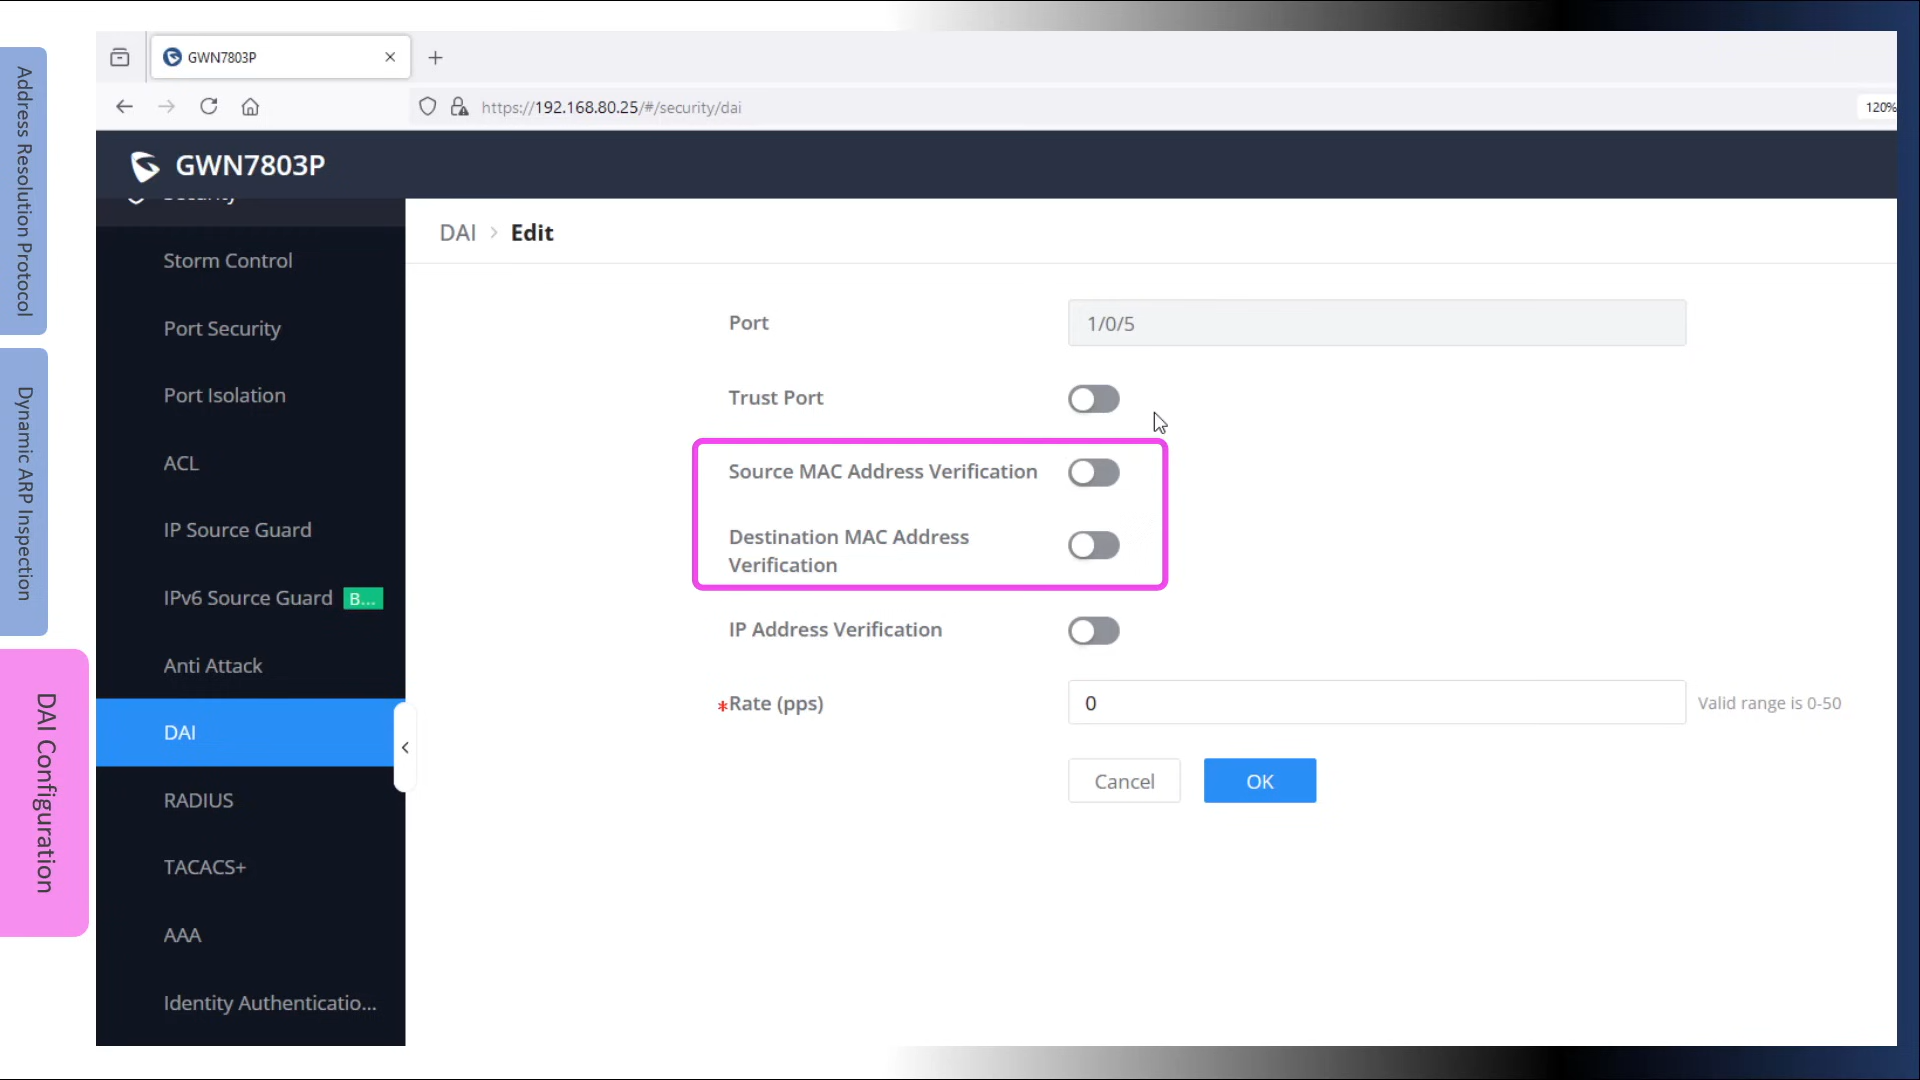 Address Resolution Protocol
Dynamic ARP Inspection
DAI Configuration
GWN7803P
https://192.168.80.25/#/security/dai
120%
GWN7803P
Security
Storm Control
Port Security
Port Isolation
ACL
IP Source Guard
IPv6 Source Guard B...
Anti Attack
DAI
RADIUS
TACACS+
AAA
Identity Authenticatio...
DAI > Edit
Port 1/0/5
Trust Port
Source MAC Address Verification
Destination MAC Address
Verification
IP Address Verification
*Rate (pps) 0 Valid range is 0-50
Cancel OK